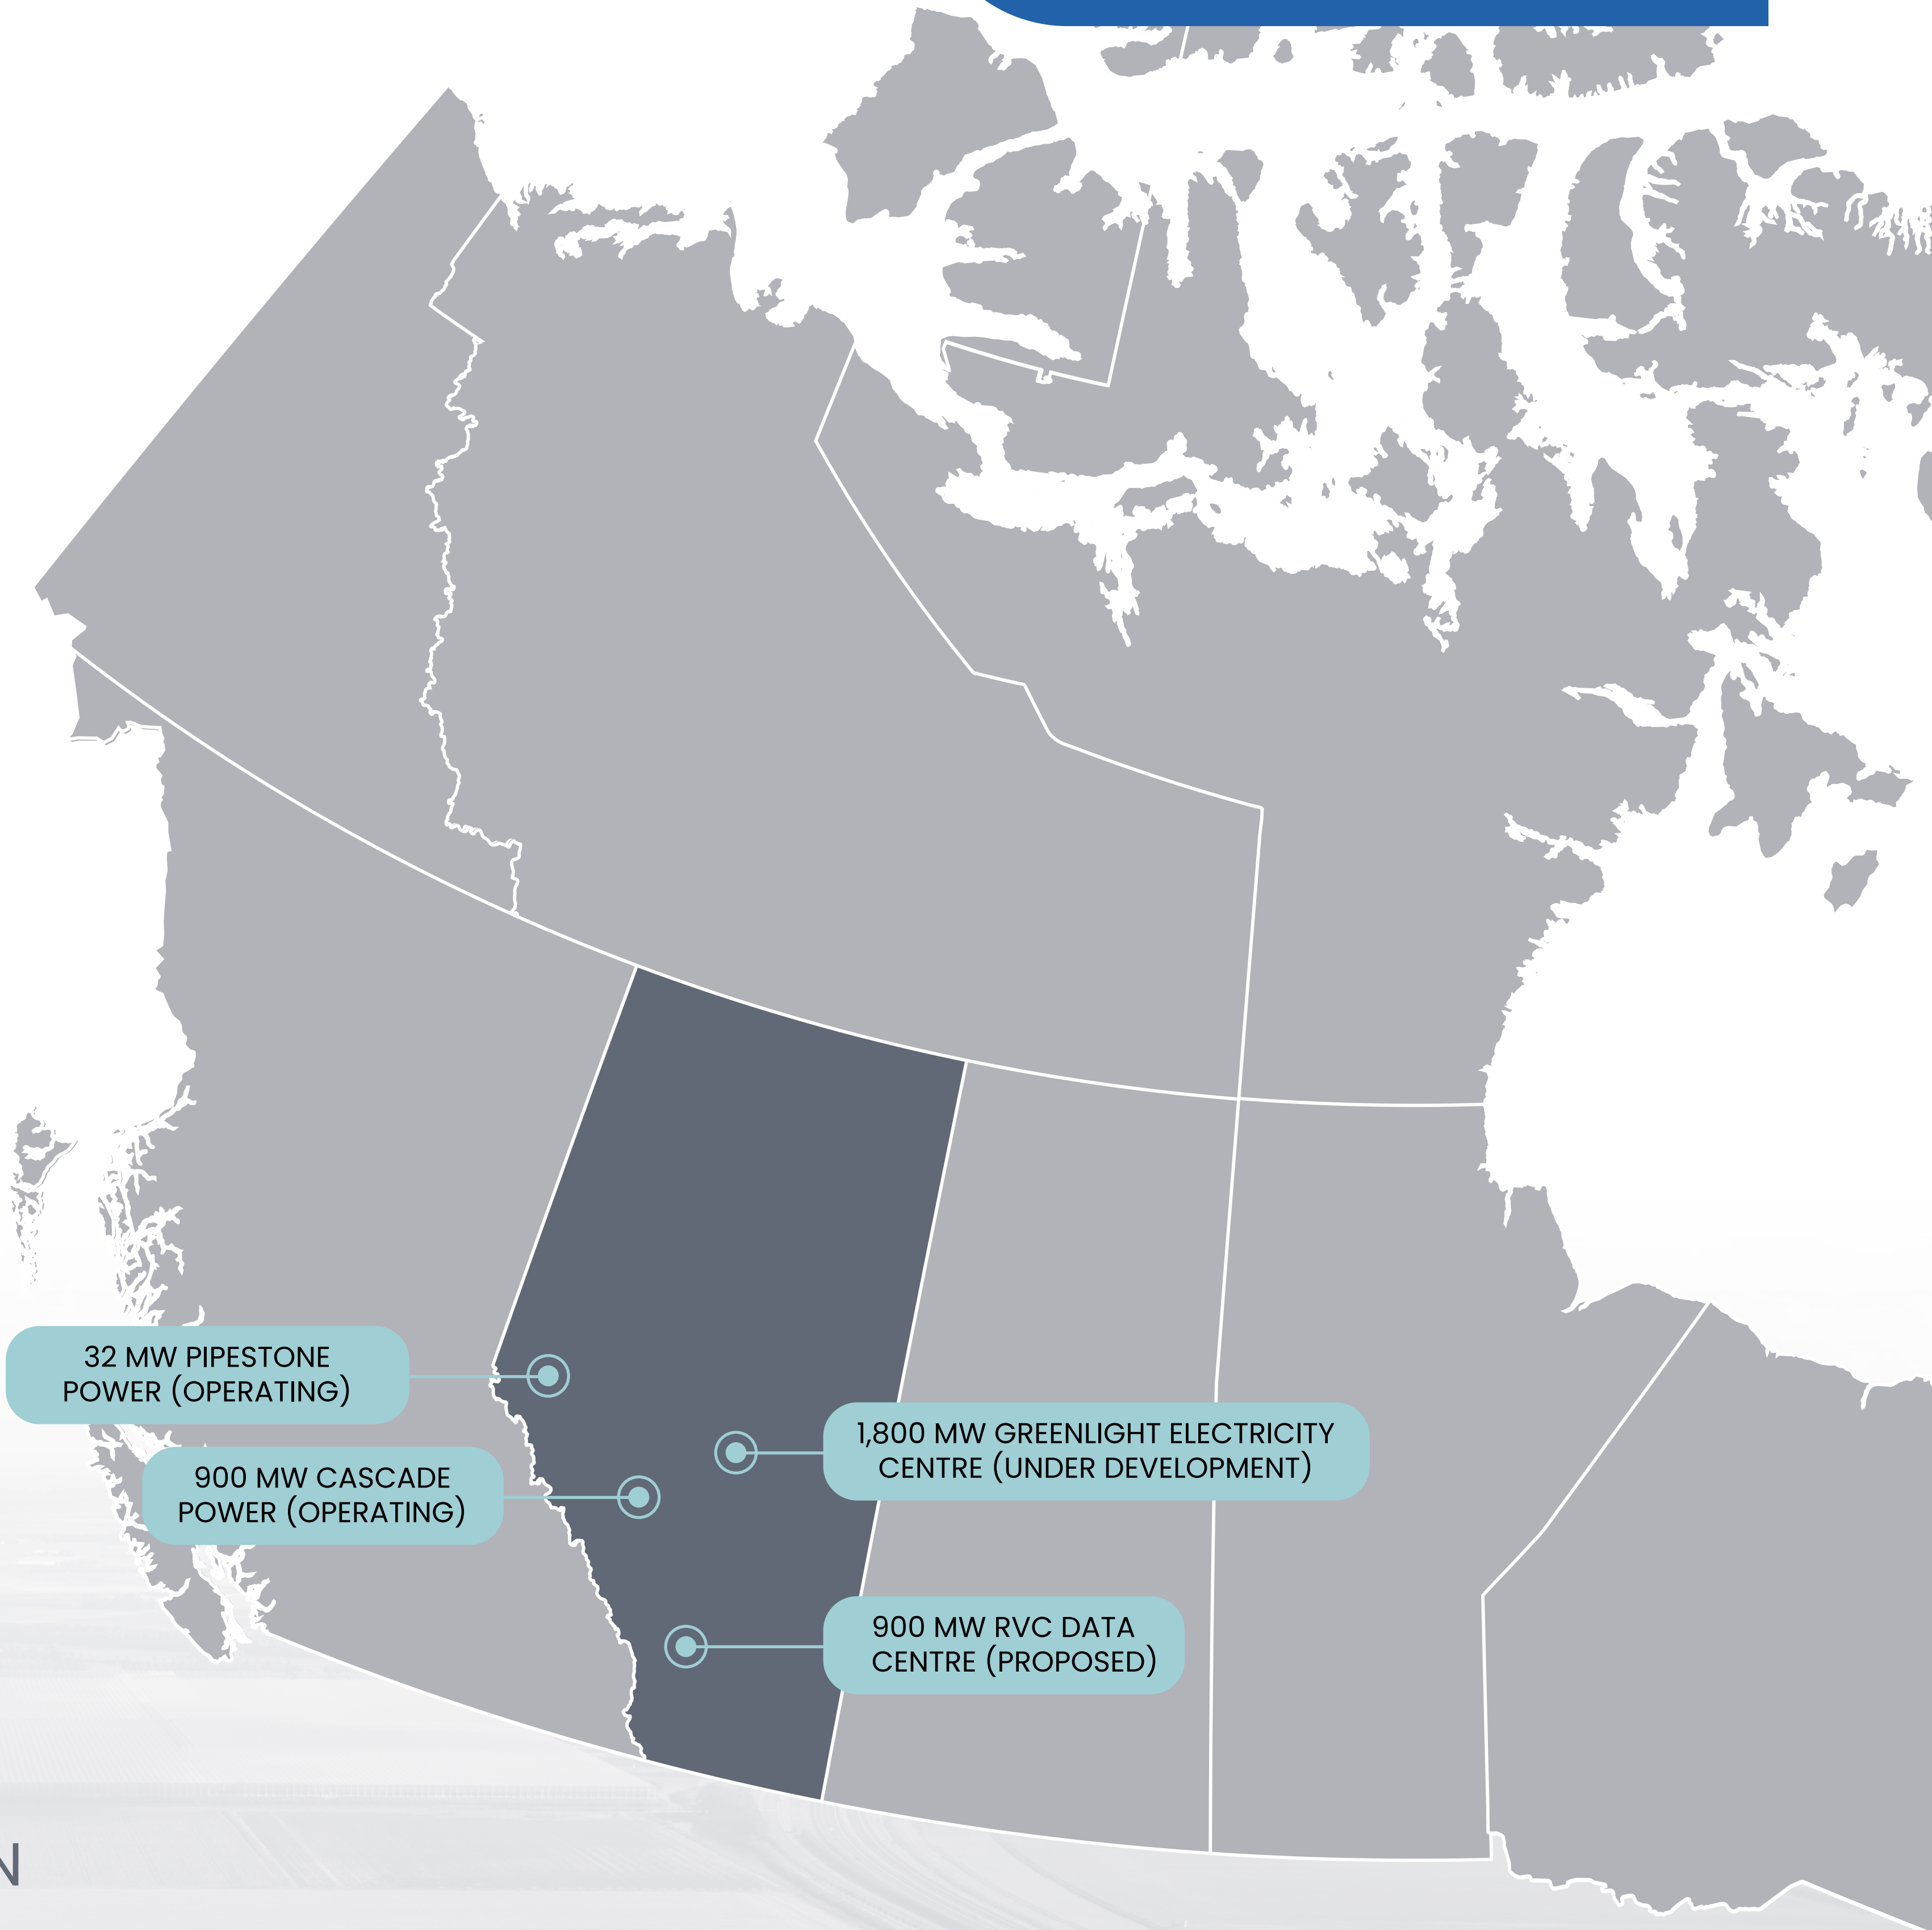 32 MW PIPESTONE
POWER (OPERATING)
1,800 MW GREENLIGHT ELECTRICITY
CENTRE (UNDER DEVELOPMENT)
900 MW CASCADE
POWER (OPERATING)
900 MW RVC DATA
CENTRE (PROPOSED)
N